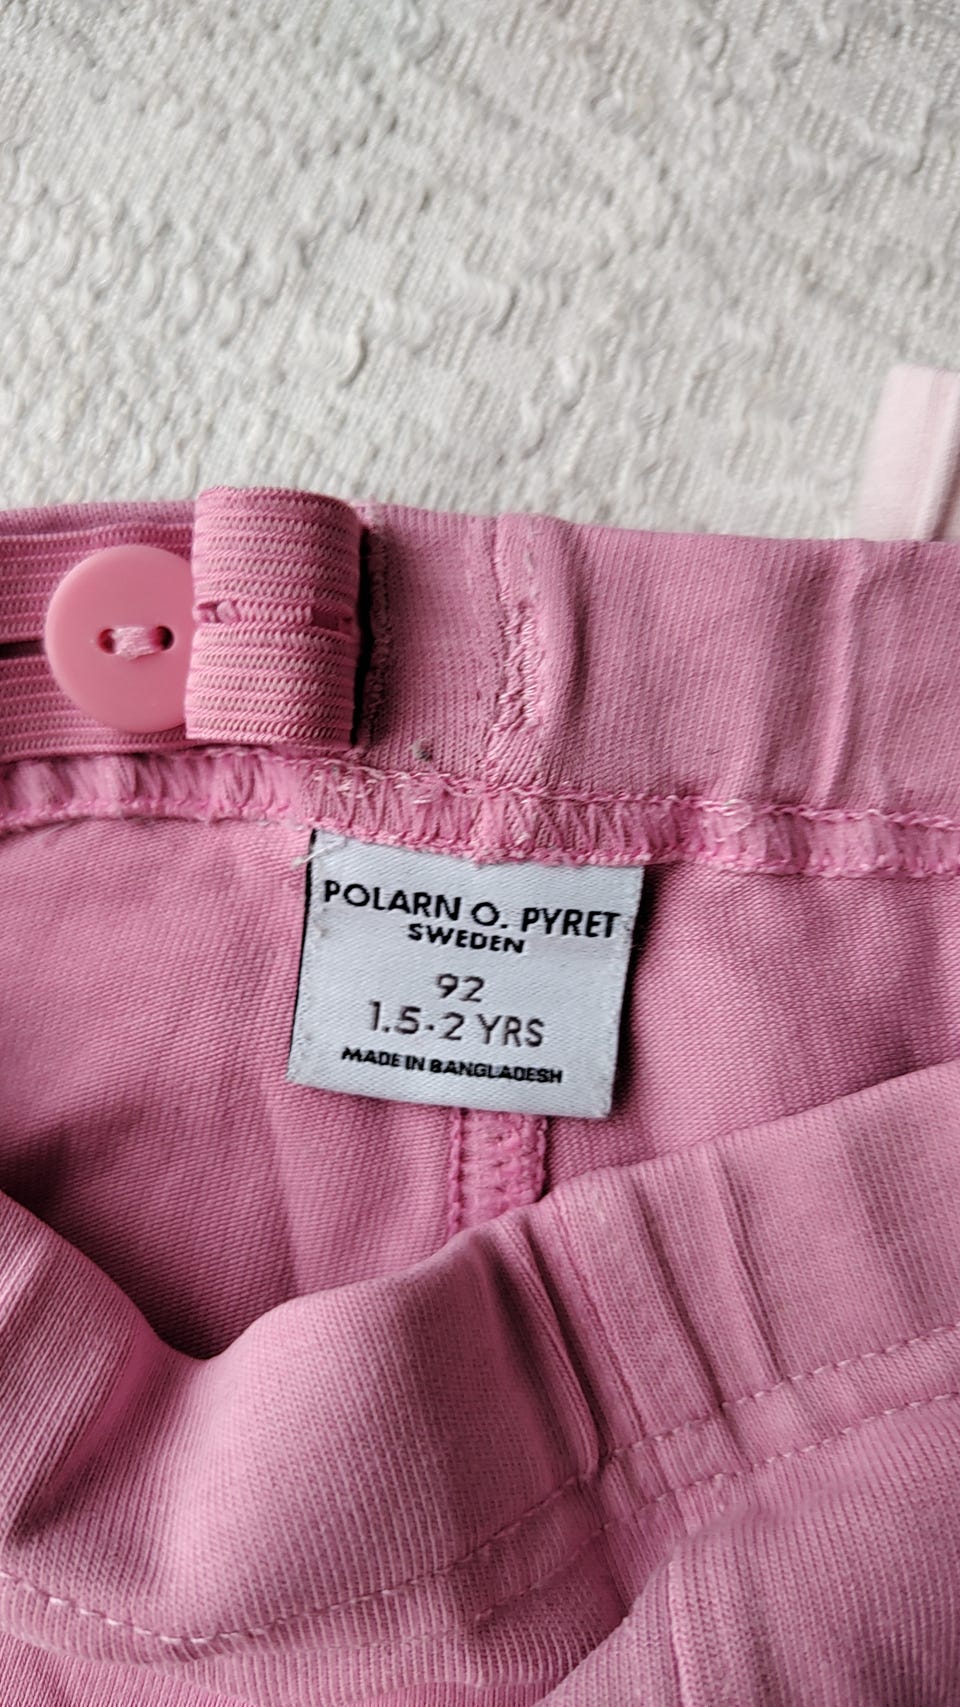 POLARN O. PYRET
SWEDEN
92
1.5-2 YRS
MADE IN BANGLADESH